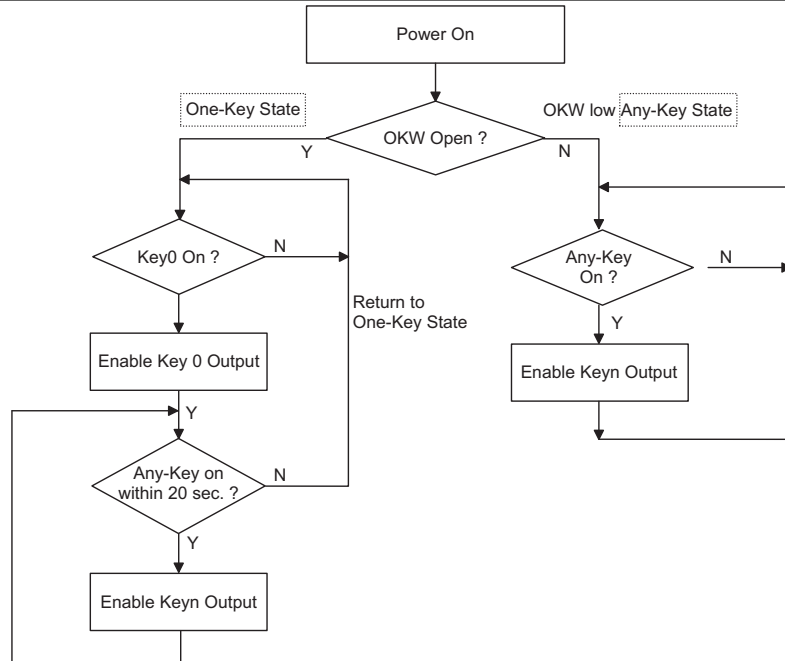 Power On
One-Key State
OKW low Any-Key State
OKW Open ?
Y
N
Key0 On ?
N
Any-Key
On ?
N
Return to
One-Key State
Y
Enable Key 0 Output
Enable Keyn Output
Y
Any-Key on
within 20 sec. ?
N
Y
Enable Keyn Output